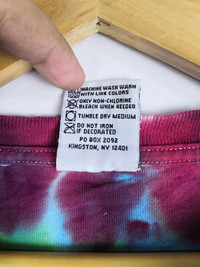 MACHINE WASH WARM
WITH LIKE COLORS
ONLY NON-CHLORINE
BLEACH WHEN NEEDED
TUMBLE DRY MEDIUM
DO NOT IRON
IF DECORATED
PO BOX 2092
KINGSTON, NY 12401